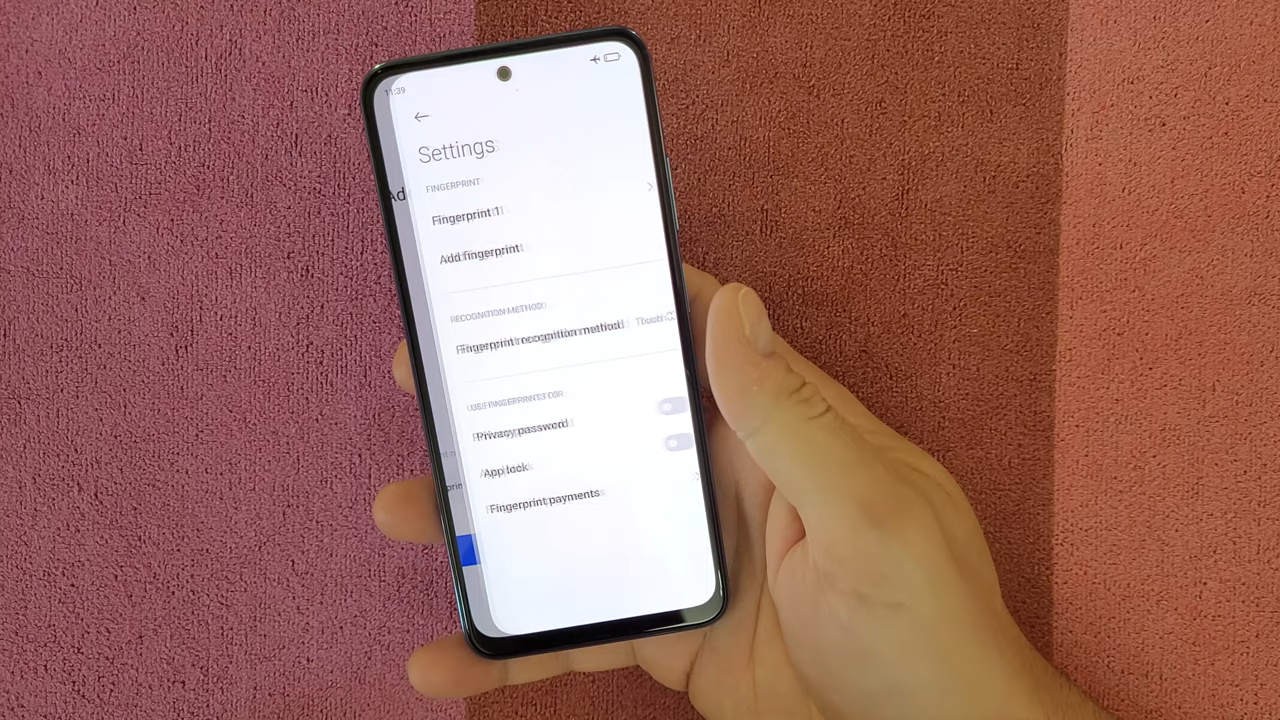 11:39
Settings
FINGERPRINT
Fingerprint 1
Add fingerprint
RECOGNITION METHOD
Fingerprint recognition method Touch
USE FINGERPRINTS FOR
Privacy password
App lock
Fingerprint payments